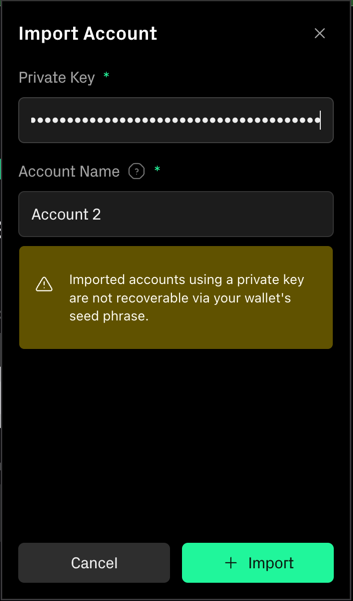 Import Account
Private Key *
Account Name ? *
Account 2
Imported accounts using a private key
are not recoverable via your wallet's
seed phrase.
Cancel
+ Import